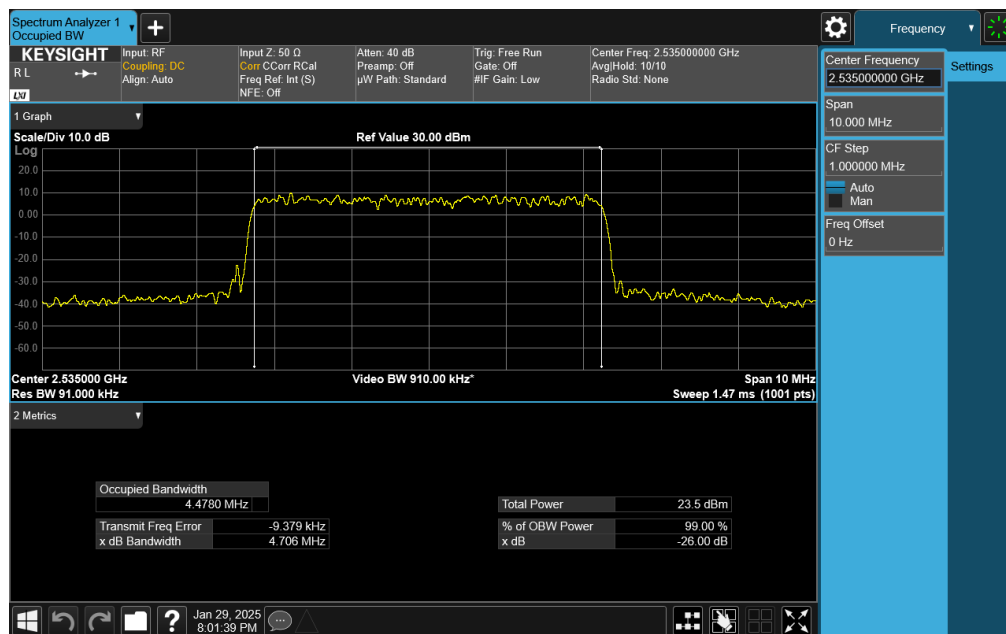 Spectrum Analyzer 1
Occupied BW
Frequency
KEYSIGHT
R L
LXI
Input: RF
Coupling: DC
Align: Auto
Input Z: 50 Ω
Corr CCorr RCal
Freq Ref: Int (S)
NFE: Off
Atten: 40 dB
Preamp: Off
µW Path: Standard
Trig: Free Run
Gate: Off
#IF Gain: Low
Center Freq: 2.535000000 GHz
Avg|Hold: 10/10
Radio Std: None
Center Frequency
2.535000000 GHz
Settings
Span
10.000 MHz
CF Step
1.000000 MHz
Auto
Man
Freq Offset
0 Hz
1 Graph
Scale/Div 10.0 dB
Ref Value 30.00 dBm
Log
20.0
10.0
0.00
-10.0
-20.0
-30.0
-40.0
-50.0
-60.0
Center 2.535000 GHz
Video BW 910.00 kHz*
Span 10 MHz
Res BW 91.000 kHz
Sweep 1.47 ms (1001 pts)
2 Metrics
Occupied Bandwidth
4.4780 MHz
Total Power 23.5 dBm
Transmit Freq Error -9.379 kHz
% of OBW Power 99.00 %
x dB Bandwidth 4.706 MHz
x dB -26.00 dB
?
Jan 29, 2025
8:01:39 PM